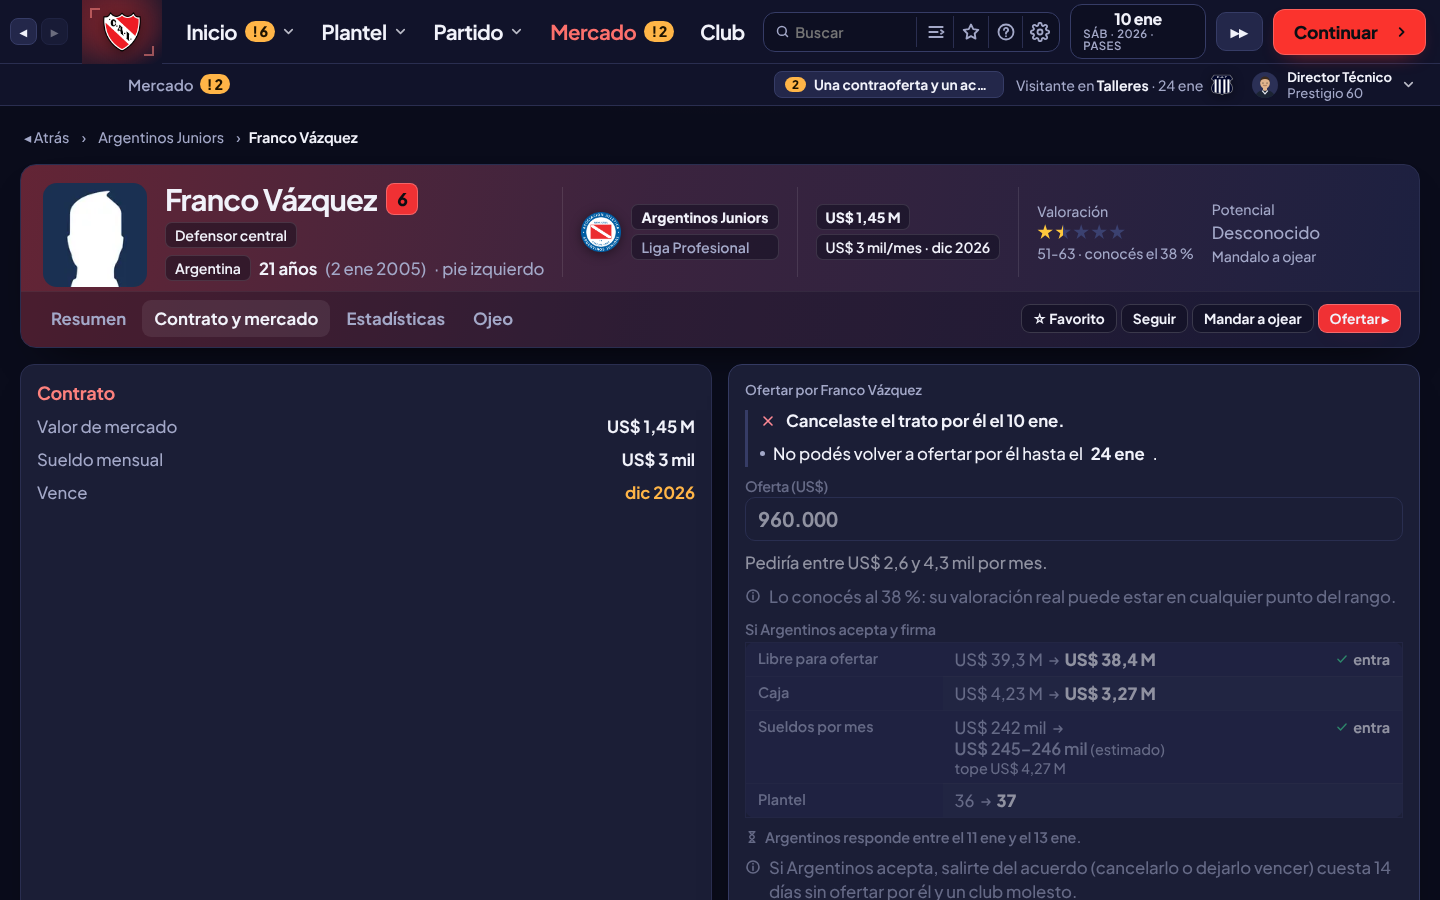 Inicio !6
Plantel
Partido
Mercado !2
Club
Buscar
10 ene
SÁB · 2026 ·
PASES
Continuar
Mercado !2
2 Una contraoferta y un ac...
Visitante en Talleres · 24 ene
Director Técnico
Prestigio 60
Atrás › Argentinos Juniors › Franco Vázquez
Franco Vázquez 6
Defensor central
Argentina 21 años (2 ene 2005) · pie izquierdo
Argentinos Juniors
Liga Profesional
US$ 1,45 M
US$ 3 mil/mes · dic 2026
Valoración
51-63 · conocés el 38 %
Potencial
Desconocido
Mandalo a ojear
Resumen
Contrato y mercado
Estadísticas
Ojeo
☆ Favorito
Seguir
Mandar a ojear
Ofertar ▸
Contrato
Valor de mercado US$ 1,45 M
Sueldo mensual US$ 3 mil
Vence dic 2026
Ofertar por Franco Vázquez
✕ Cancelaste el trato por él el 10 ene.
• No podés volver a ofertar por él hasta el 24 ene .
Oferta (US$)
960.000
Pediría entre US$ 2,6 y 4,3 mil por mes.
Lo conocés al 38 %: su valoración real puede estar en cualquier punto del rango.
Si Argentinos acepta y firma
Libre para ofertar US$ 39,3 M → US$ 38,4 M ✓ entra
Caja US$ 4,23 M → US$ 3,27 M
Sueldos por mes US$ 242 mil → ✓ entra
US$ 245–246 mil (estimado)
tope US$ 4,27 M
Plantel 36 → 37
Argentinos responde entre el 11 ene y el 13 ene.
Si Argentinos acepta, salirte del acuerdo (cancelarlo o dejarlo vencer) cuesta 14
días sin ofertar por él y un club molesto.